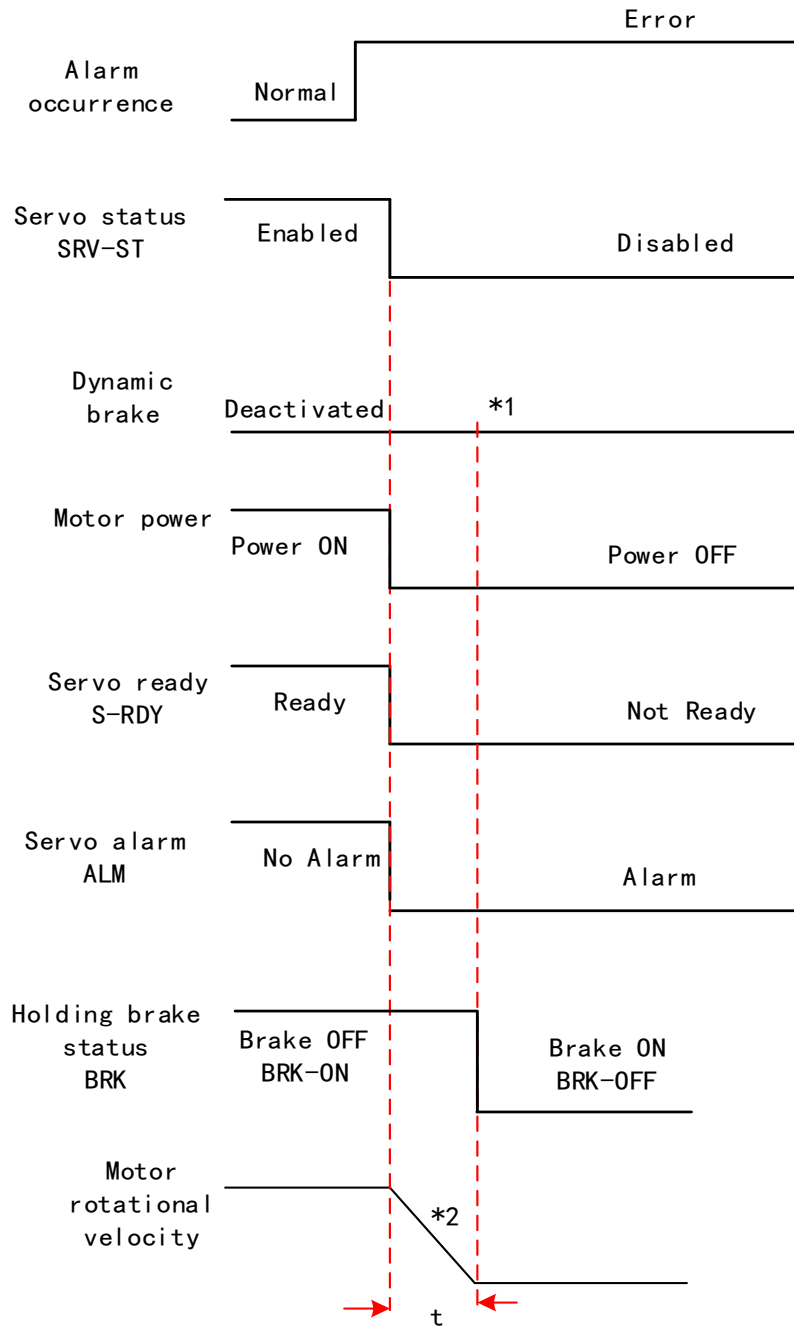 Error
Alarm
occurrence
Normal
Servo status
SRV-ST
Enabled
Disabled
Dynamic
brake
Deactivated
*1
Motor power
Power ON
Power OFF
Servo ready
S-RDY
Ready
Not Ready
Servo alarm
ALM
No Alarm
Alarm
Holding brake
status
BRK
Brake OFF
BRK-ON
Brake ON
BRK-OFF
Motor
rotational
velocity
*2
t